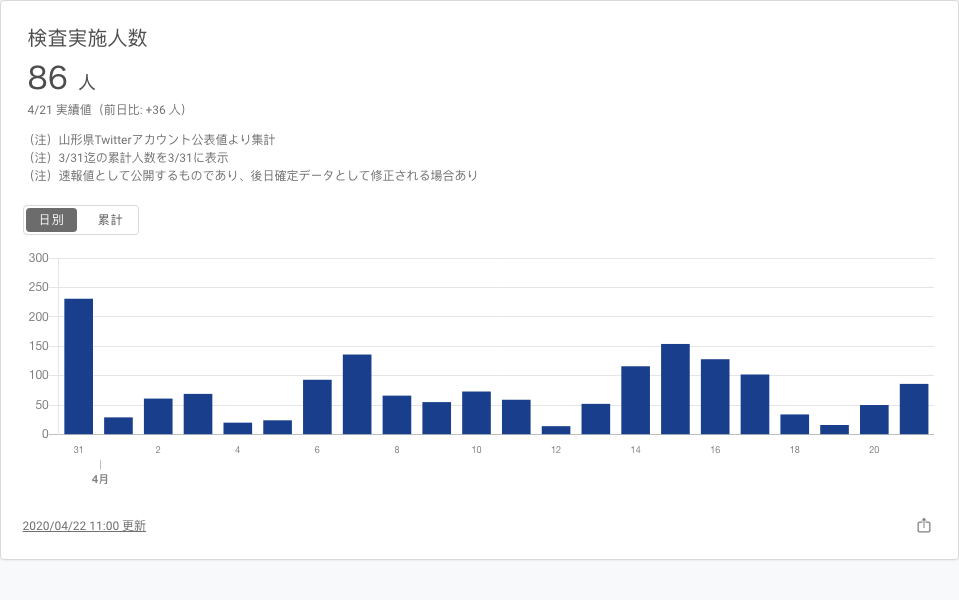 検査実施人数
86 人
4/21 実績値（前日比: +36 人）
（注）山形県Twitterアカウント公表値より集計
（注）3/31迄の累計人数を3/31に表示
（注）速報値として公開するものであり、後日確定データとして修正される場合あり
日別 累計
300
250
200
150
100
50
0
31 2 4 6 8 10 12 14 16 18 20
4月
2020/04/22 11:00 更新